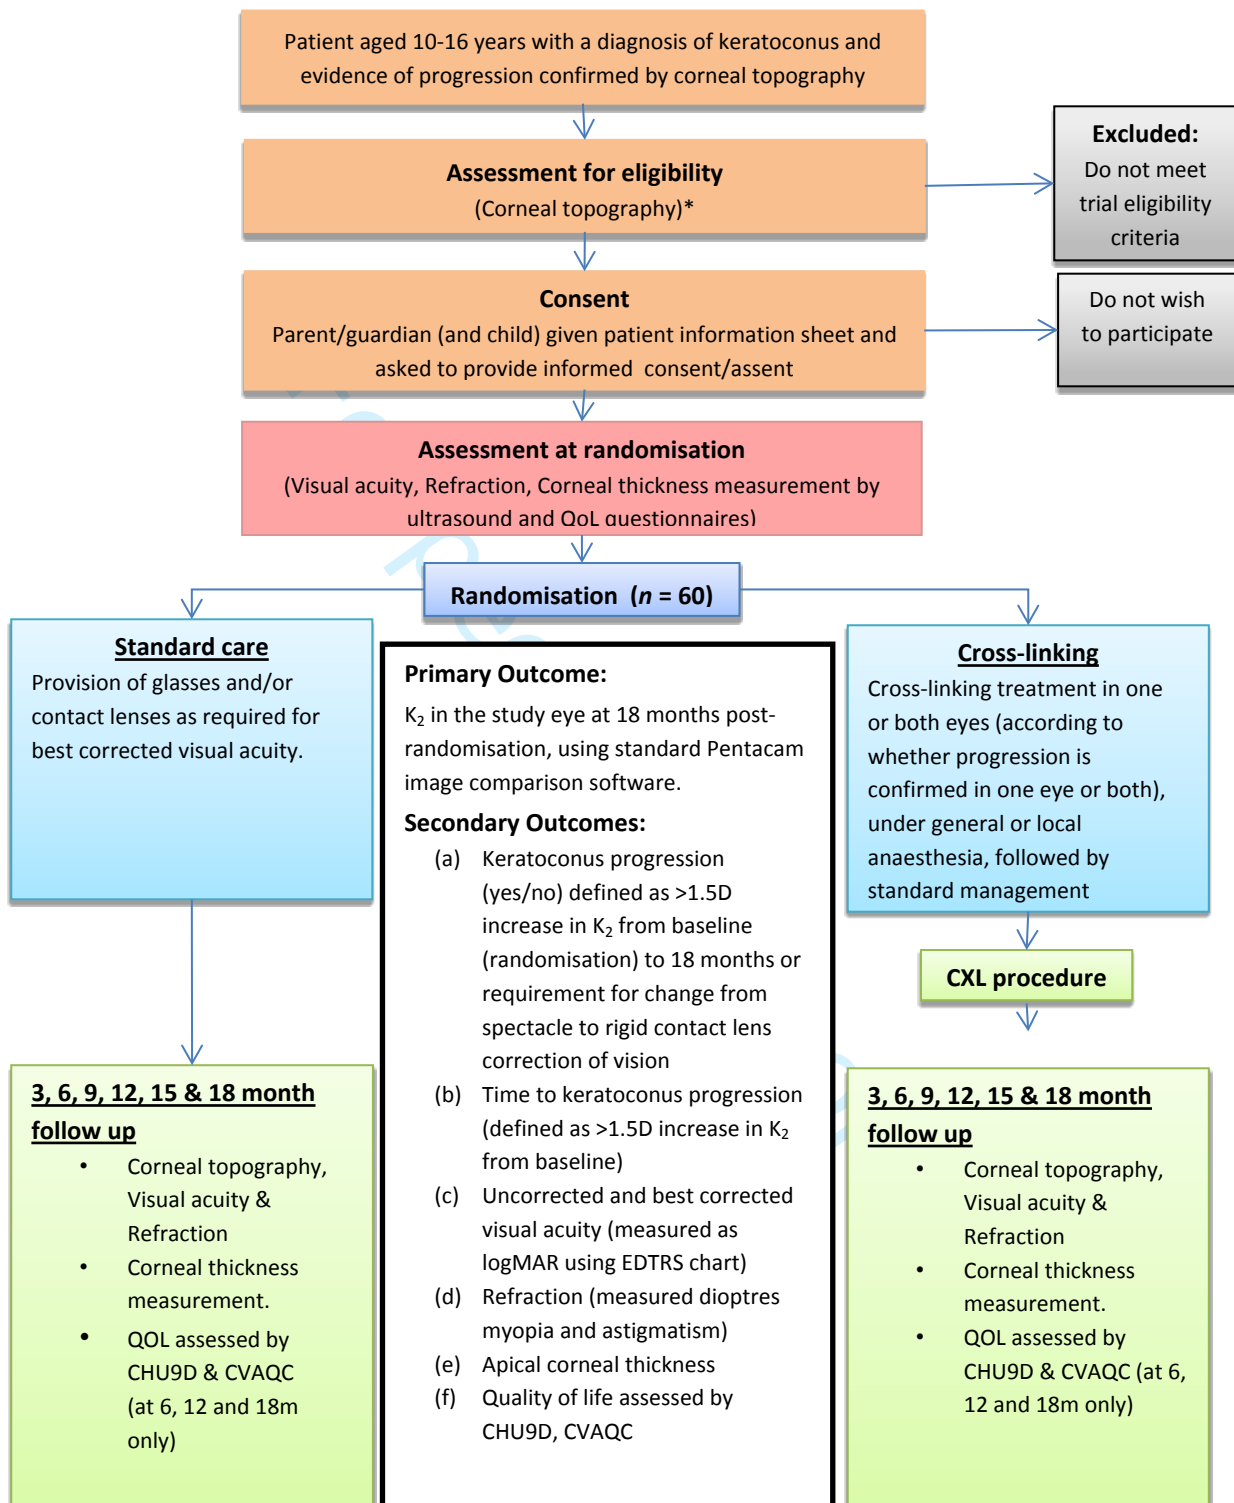 Patient aged 10-16 years with a diagnosis of keratoconus and
evidence of progression confirmed by corneal topography
Assessment for eligibility
(Corneal topography)*
Excluded:
Do not meet
trial eligibility
criteria
Consent
Parent/guardian (and child) given patient information sheet and
asked to provide informed consent/assent
Do not wish
to participate
Assessment at randomisation
(Visual acuity, Refraction, Corneal thickness measurement by
ultrasound and QoL questionnaires)
Randomisation (n = 60)
Standard care
Provision of glasses and/or
contact lenses as required for
best corrected visual acuity.
Primary Outcome:
K2 in the study eye at 18 months post-
randomisation, using standard Pentacam
image comparison software.
Secondary Outcomes:
(a) Keratoconus progression
(yes/no) defined as >1.5D
increase in K2 from baseline
(randomisation) to 18 months or
requirement for change from
spectacle to rigid contact lens
correction of vision
(b) Time to keratoconus progression
(defined as >1.5D increase in K2
from baseline)
(c) Uncorrected and best corrected
visual acuity (measured as
logMAR using EDTRS chart)
(d) Refraction (measured dioptres
myopia and astigmatism)
(e) Apical corneal thickness
(f) Quality of life assessed by
CHU9D, CVAQC
Cross-linking
Cross-linking treatment in one
or both eyes (according to
whether progression is
confirmed in one eye or both),
under general or local
anaesthesia, followed by
standard management
CXL procedure
3, 6, 9, 12, 15 & 18 month
follow up
• Corneal topography,
Visual acuity &
Refraction
• Corneal thickness
measurement.
• QOL assessed by
CHU9D & CVAQC
(at 6, 12 and 18m
only)
3, 6, 9, 12, 15 & 18 month
follow up
• Corneal topography,
Visual acuity &
Refraction
• Corneal thickness
measurement.
• QOL assessed by
CHU9D & CVAQC (at 6,
12 and 18m only)